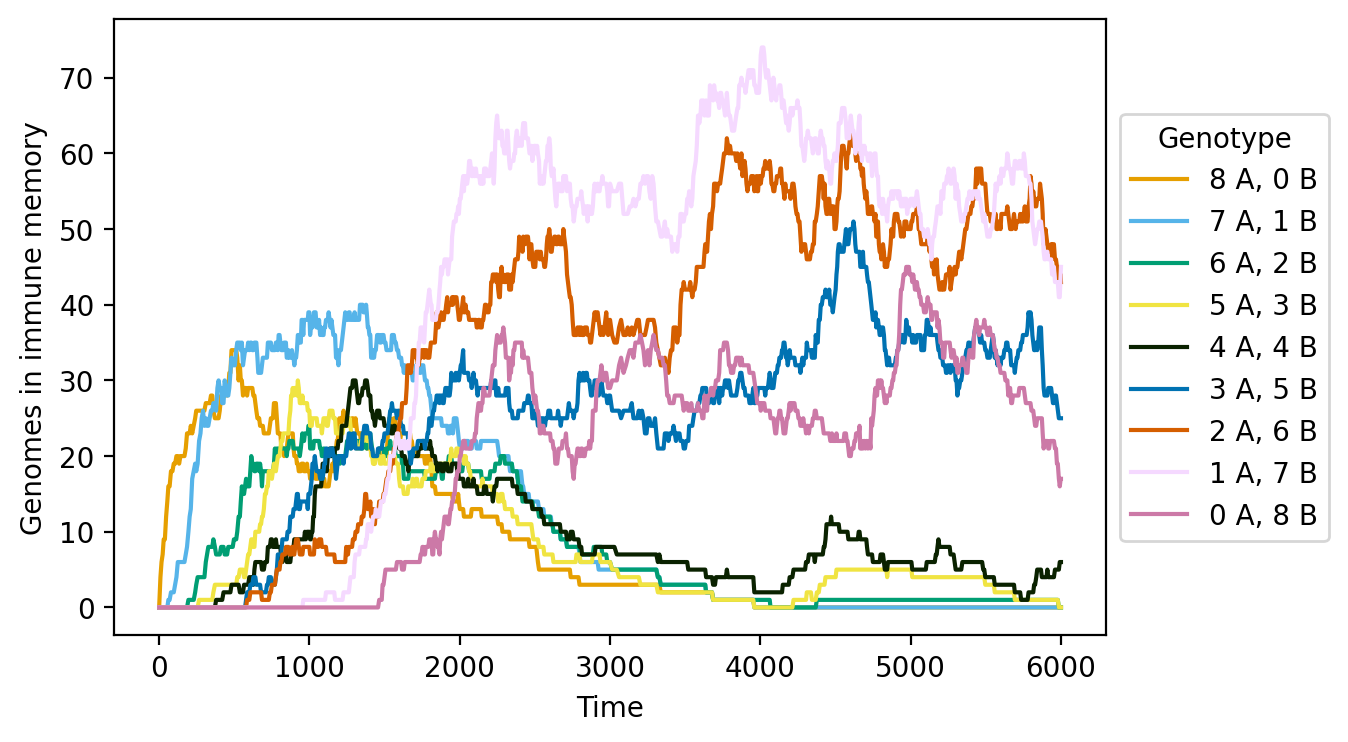 Genomes in immune memory
70
60
50
40
30
20
10
0
0 1000 2000 3000 4000 5000 6000
Time
Genotype
8 A, 0 B
7 A, 1 B
6 A, 2 B
5 A, 3 B
4 A, 4 B
3 A, 5 B
2 A, 6 B
1 A, 7 B
0 A, 8 B